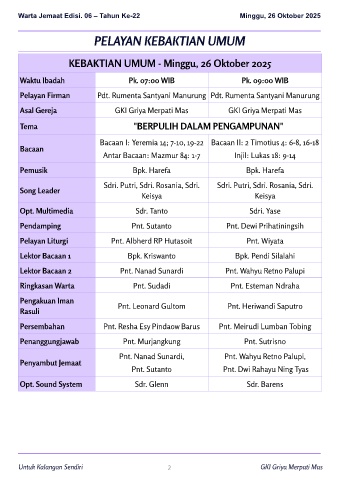 Warta Jemaat Edisi. 06 – Tahun Ke-22 Minggu, 26 Oktober 2025
PELAYAN KEBAKTIAN UMUM
KEBAKTIAN UMUM - Minggu, 26 Oktober 2025
Waktu Ibadah Pk. 07:00 WIB Pk. 09:00 WIB
Pelayan Firman Pdt. Rumenta Santyani Manurung Pdt. Rumenta Santyani Manurung
Asal Gereja GKI Griya Merpati Mas GKI Griya Merpati Mas
Tema "BERPULIH DALAM PENGAMPUNAN"
Bacaan Bacaan I: Yeremia 14; 7-10, 19-22 Bacaan II: 2 Timotius 4: 6-8, 16-18
Antar Bacaan: Mazmur 84: 1-7 Injil: Lukas 18: 9-14
Pemusik Bpk. Harefa Bpk. Harefa
Song Leader Sdri. Putri, Sdri. Rosania, Sdri. Keisya Sdri. Putri, Sdri. Rosania, Sdri. Keisya
Opt. Multimedia Sdr. Tanto Sdri. Yase
Pendamping Pnt. Sutanto Pnt. Dewi Prihatiningsih
Pelayan Liturgi Pnt. Albherd RP Hutasoit Pnt. Wiyata
Lektor Bacaan 1 Bpk. Kriswanto Bpk. Pendi Silalahi
Lektor Bacaan 2 Pnt. Nanad Sunardi Pnt. Wahyu Retno Palupi
Ringkasan Warta Pnt. Sudadi Pnt. Esteman Ndraha
Pengakuan Iman Rasuli Pnt. Leonard Gultom Pnt. Heriwandi Saputro
Persembahan Pnt. Resha Esy Pindaow Barus Pnt. Meirudi Lumban Tobing
Penanggungjawab Pnt. Murjangkung Pnt. Sutrisno
Penyambut Jemaat Pnt. Nanad Sunardi, Pnt. Wahyu Retno Palupi,
Pnt. Sutanto Pnt. Dwi Rahayu Ning Tyas
Opt. Sound System Sdr. Glenn Sdr. Barens
Untuk Kalangan Sendiri 2 GKI Griya Merpati Mas